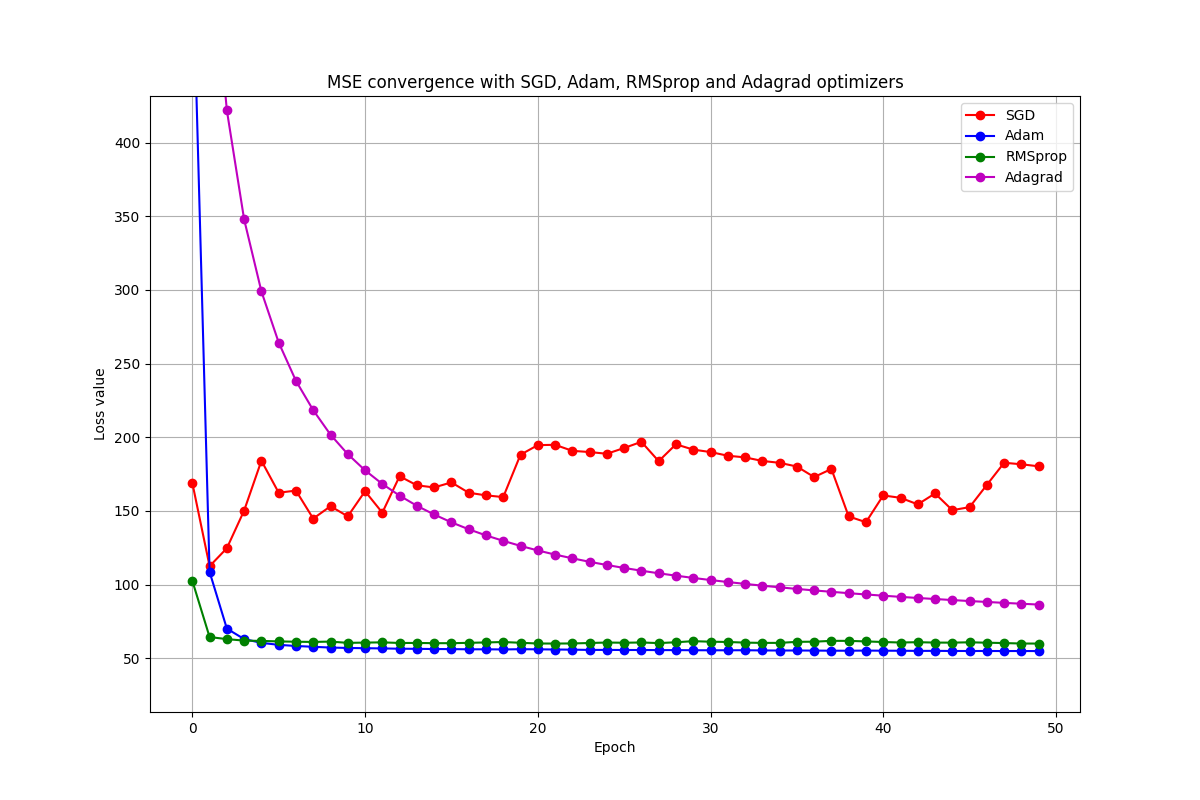 MSE convergence with SGD, Adam, RMSprop and Adagrad optimizers
SGD
Adam
RMSprop
Adagrad
400
350
300
250
200
150
100
50
Loss value
0 10 20 30 40 50
Epoch